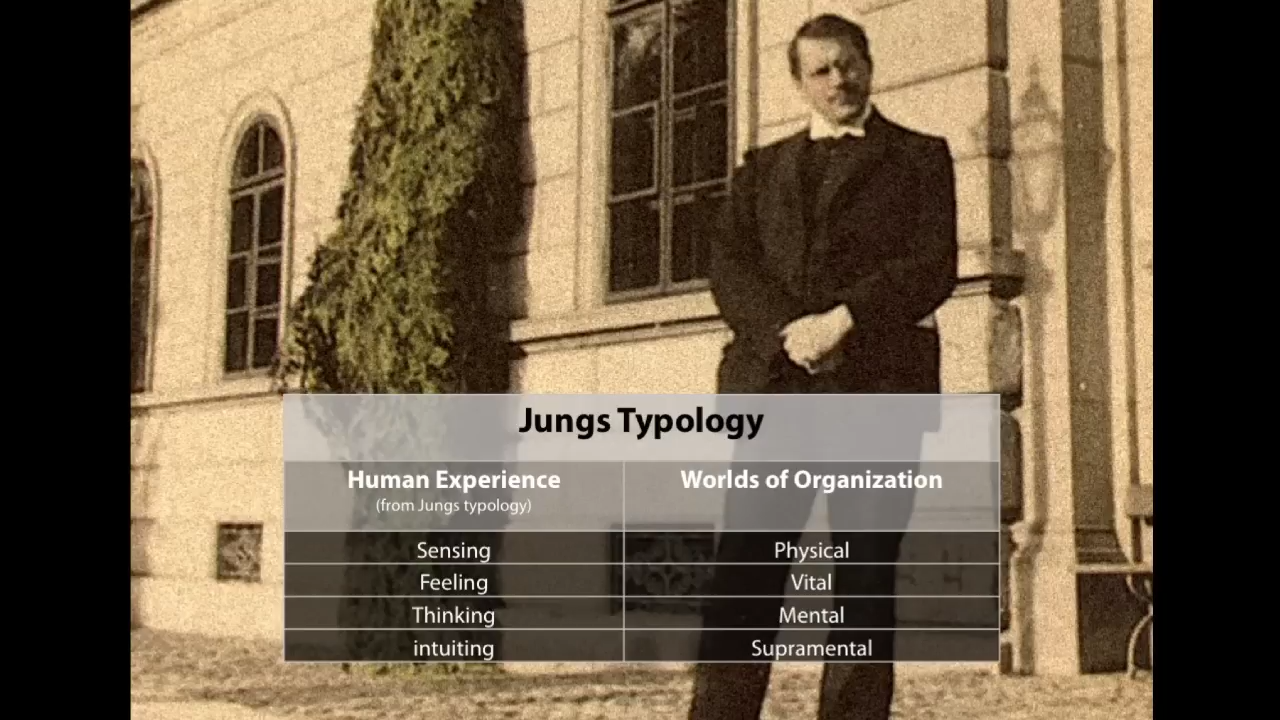 Jungs Typology
Human Experience
Worlds of Organization
(from Jungs typology)
Sensing
Physical
Feeling
Vital
Thinking
Mental
intuiting
Supramental